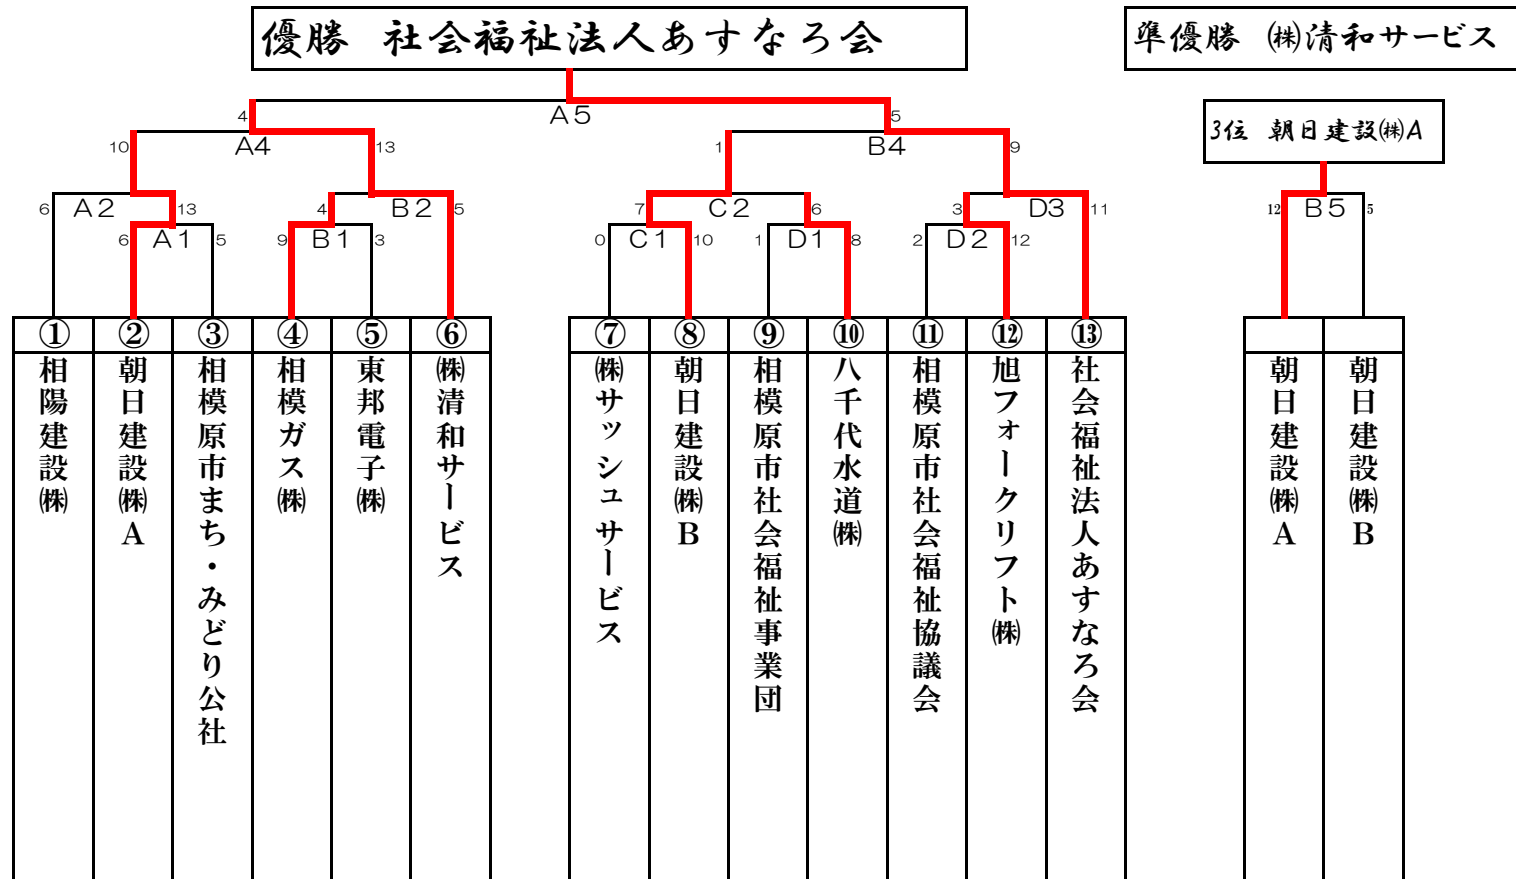 優勝 社会福祉法人あすなろ会
準優勝 ㈱清和サービス
3位 朝日建設㈱A
4 A5 5
10 A4 13
1 B4 9
6 A2 13
4 B2 5
7 C2 6
3 D3 11
12 B5 5
6 A1 5
9 B1 3
0 C1 10
1 D1 8
2 D2 12
① 相陽建設㈱
② 朝日建設㈱A
③ 相模原市まち・みどり公社
④ 相模ガス㈱
⑤ 東邦電子㈱
⑥ ㈱清和サービス
⑦ ㈱サッシュサービス
⑧ 朝日建設㈱B
⑨ 相模原市社会福祉事業団
⑩ 八千代水道㈱
⑪ 相模原市社会福祉協議会
⑫ 旭フォークリフト㈱
⑬ 社会福祉法人あすなろ会
朝日建設㈱A
朝日建設㈱B